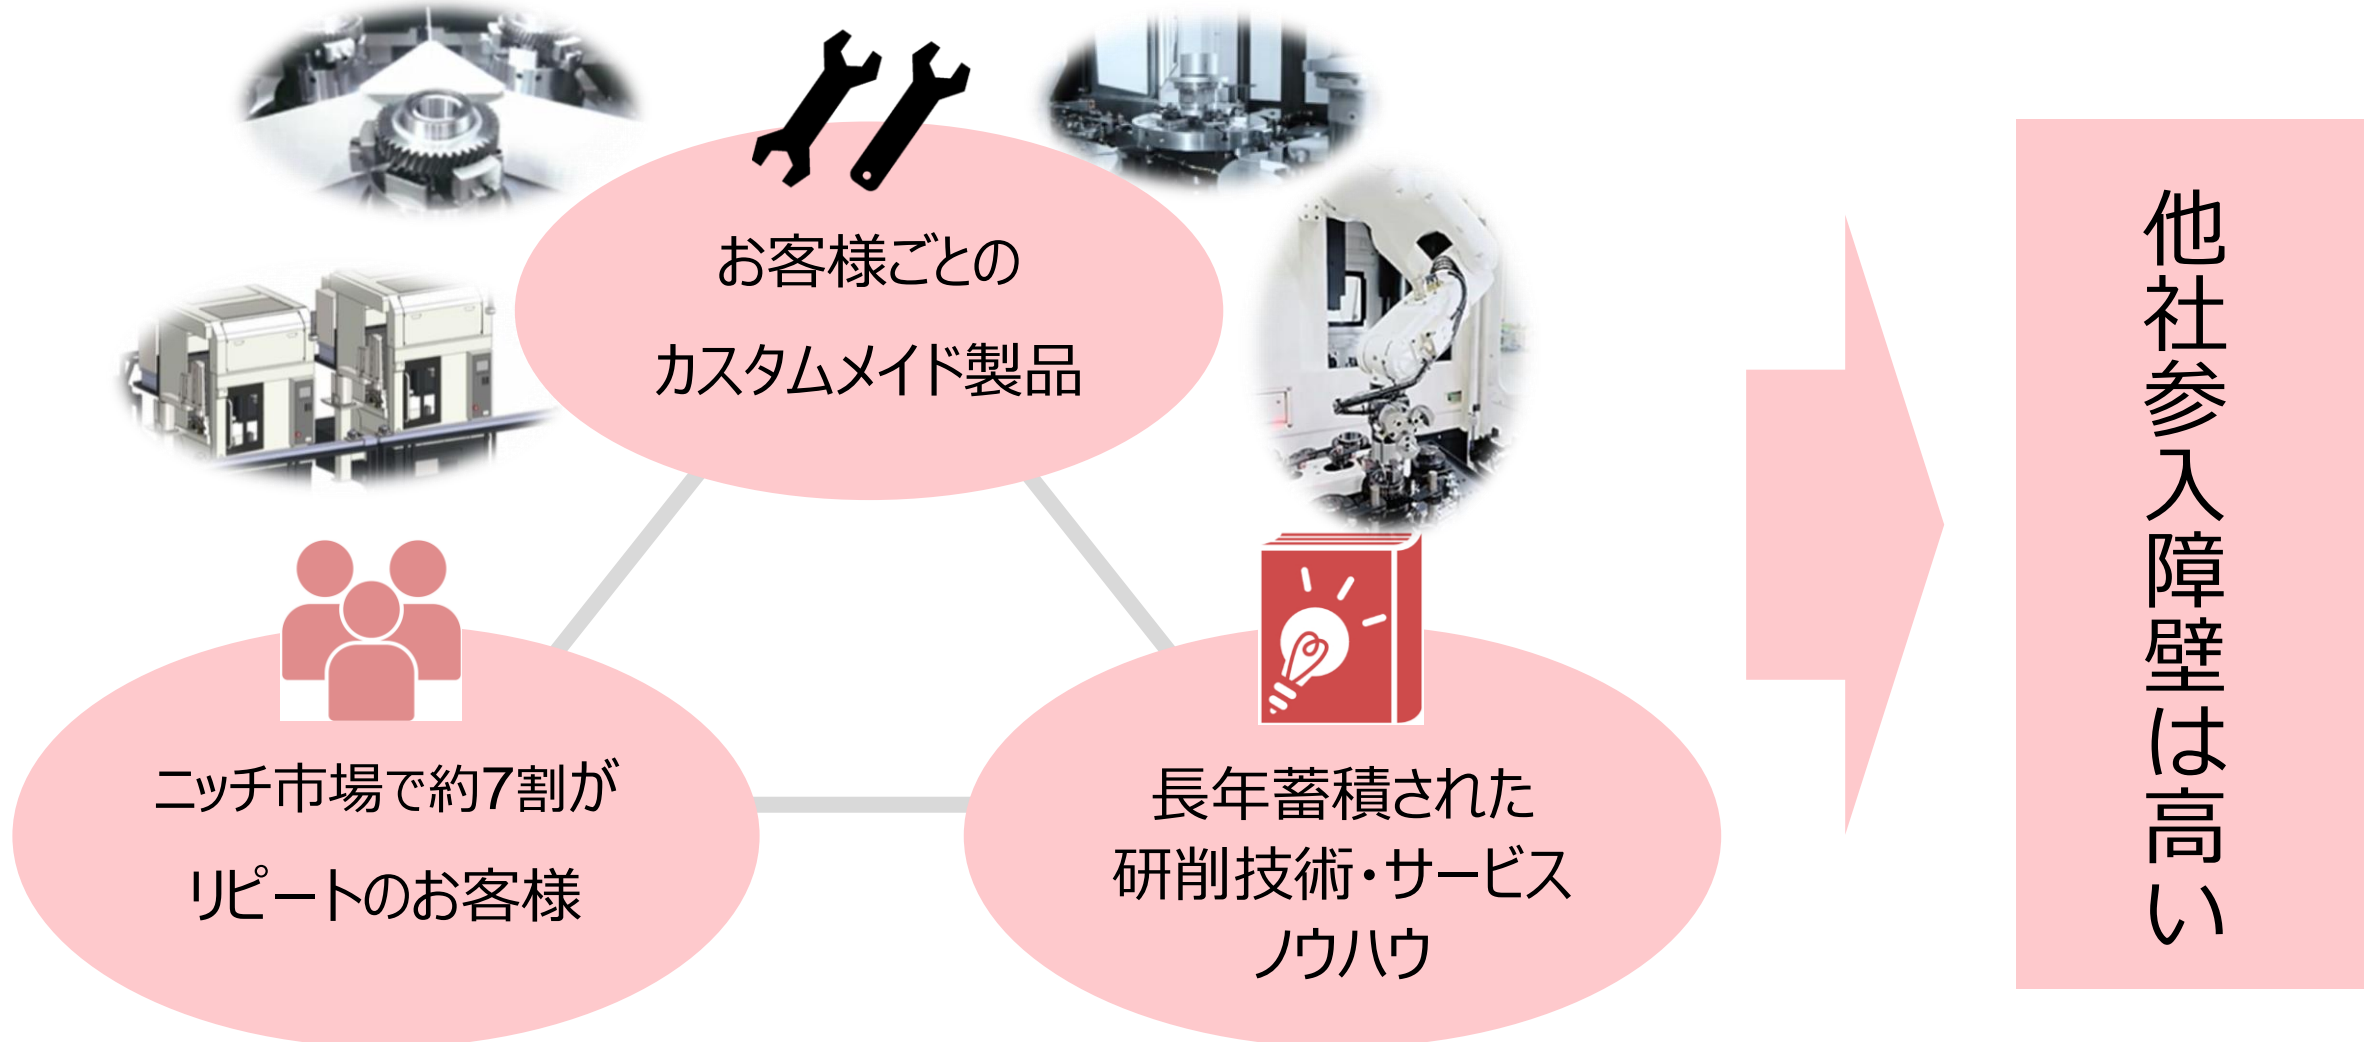 お客様ごとの
カスタムメイド製品
ニッチ市場で約7割が
リピートのお客様
長年蓄積された
研削技術・サービス
ノウハウ
他社参入障壁は高い